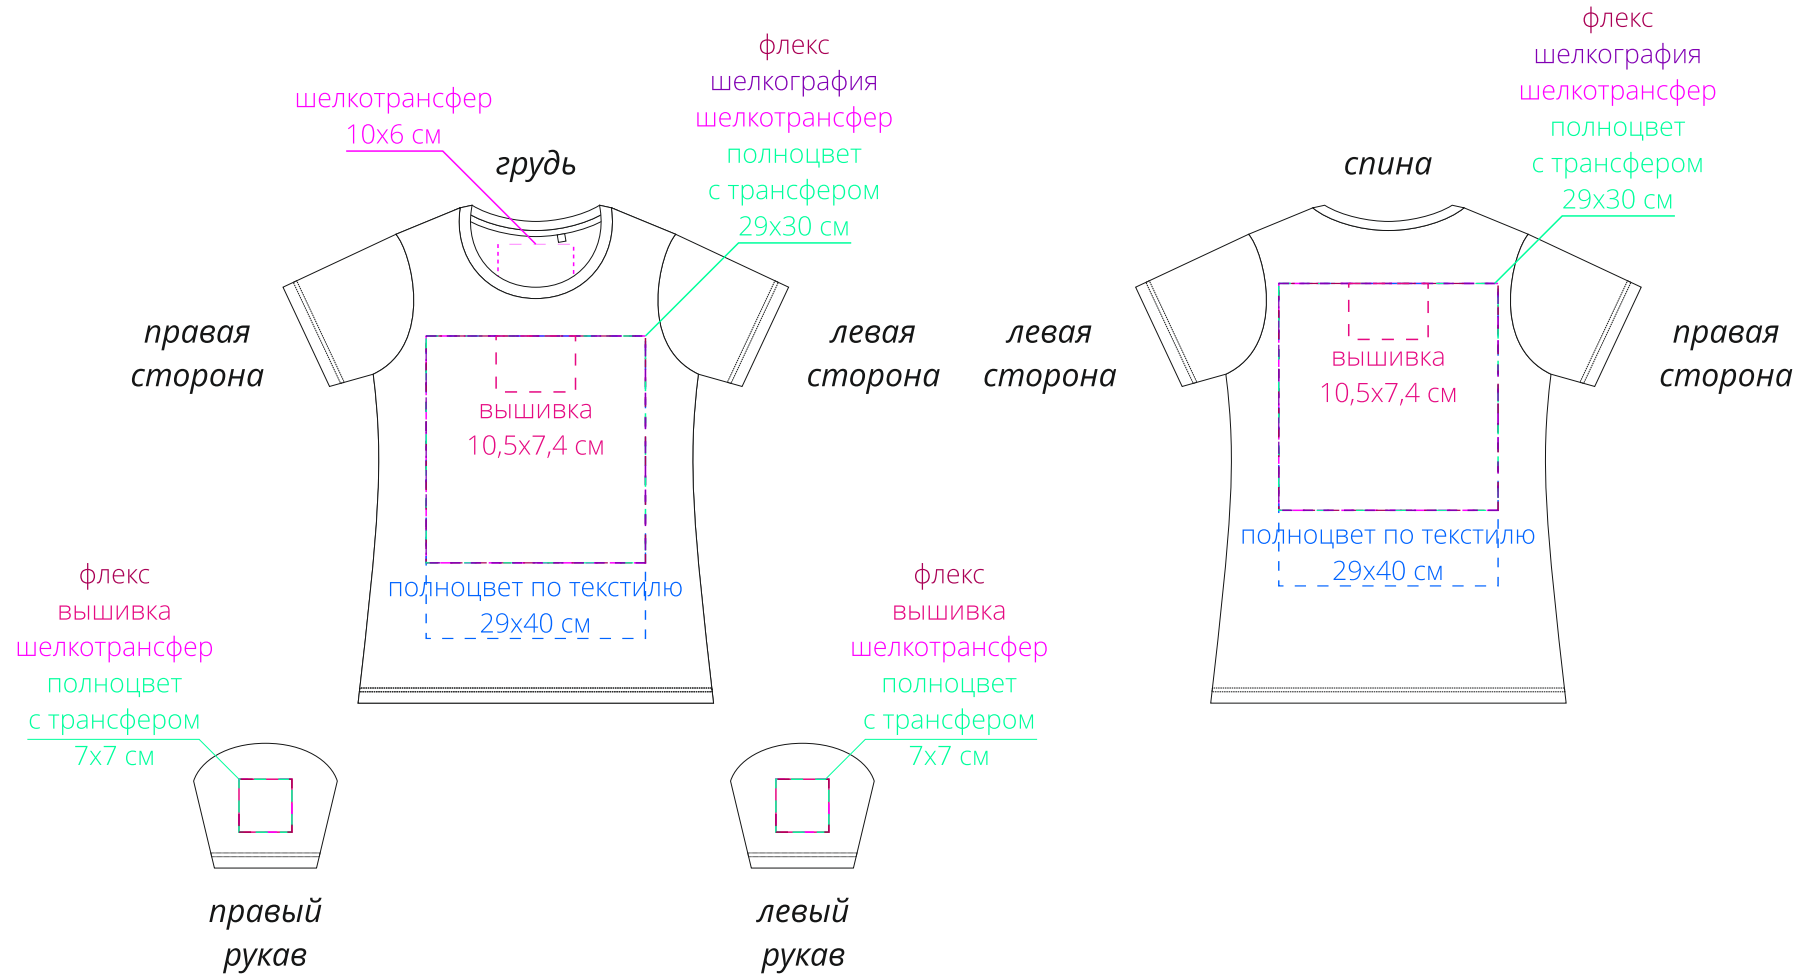 шелкотрансфер
10х6 см
грудь
флекс
шелкография
шелкотрансфер
полноцвет
с трансфером
29х30 см
правая
сторона
левая
сторона
вышивка
10,5х7,4 см
полноцвет по текстилю
29х40 см
спина
флекс
шелкография
шелкотрансфер
полноцвет
с трансфером
29х30 см
левая
сторона
правая
сторона
вышивка
10,5х7,4 см
полноцвет по текстилю
29х40 см
флекс
вышивка
шелкотрансфер
полноцвет
с трансфером
7х7 см
правый
рукав
флекс
вышивка
шелкотрансфер
полноцвет
с трансфером
7х7 см
левый
рукав